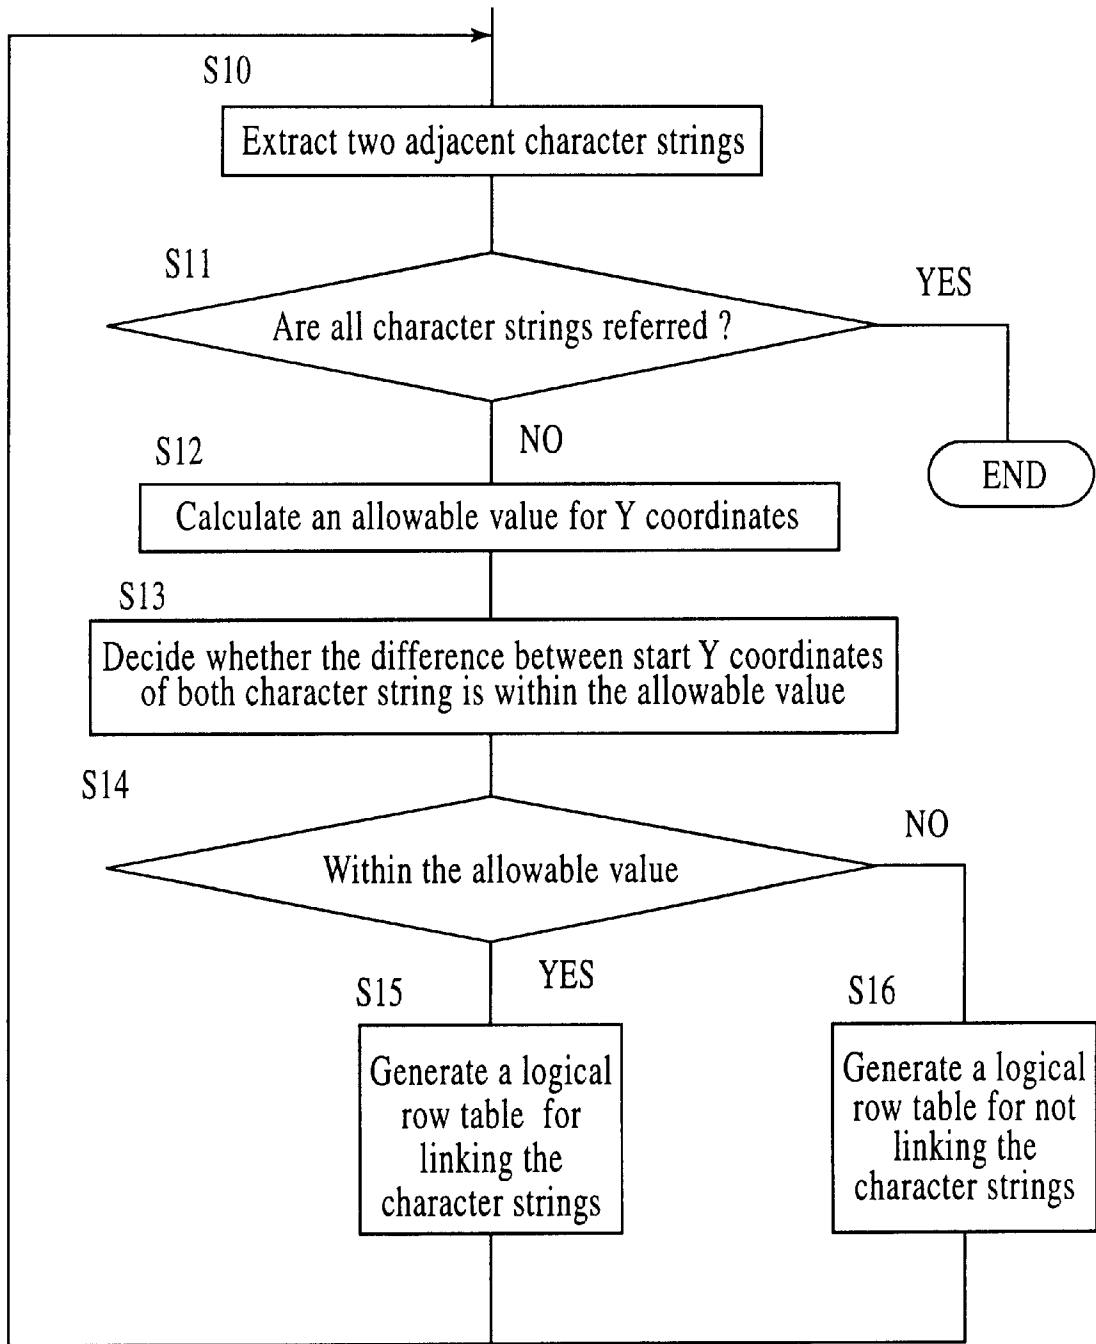 S10
Extract two adjacent character strings
S11
YES
Are all character strings referred ?
NO
END
S12
Calculate an allowable value for Y coordinates
S13
Decide whether the difference between start Y coordinates
of both character string is within the allowable value
S14
NO
Within the allowable value
YES
S15
Generate a logical
row table for
linking the
character strings
S16
Generate a logical
row table for not
linking the
character strings